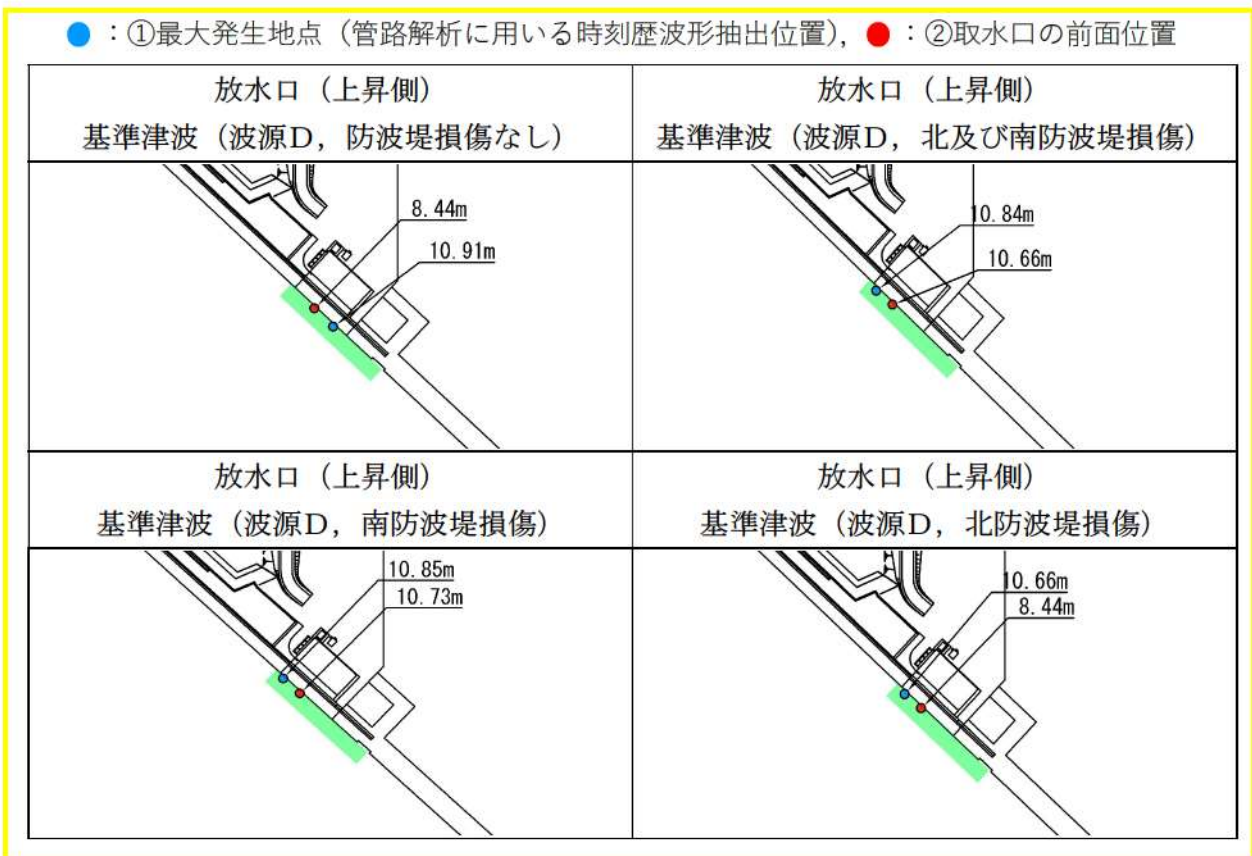 ●：①最大発生地点（管路解析に用いる時刻歴波形抽出位置），●：②取水口の前面位置
放水口（上昇側）
基準津波（波源D，防波堤損傷なし）
放水口（上昇側）
基準津波（波源D，北及び南防波堤損傷）
8.44m
10.91m
10.84m
10.66m
放水口（上昇側）
基準津波（波源D，南防波堤損傷）
放水口（上昇側）
基準津波（波源D，北防波堤損傷）
10.85m
10.73m
10.66m
8.44m